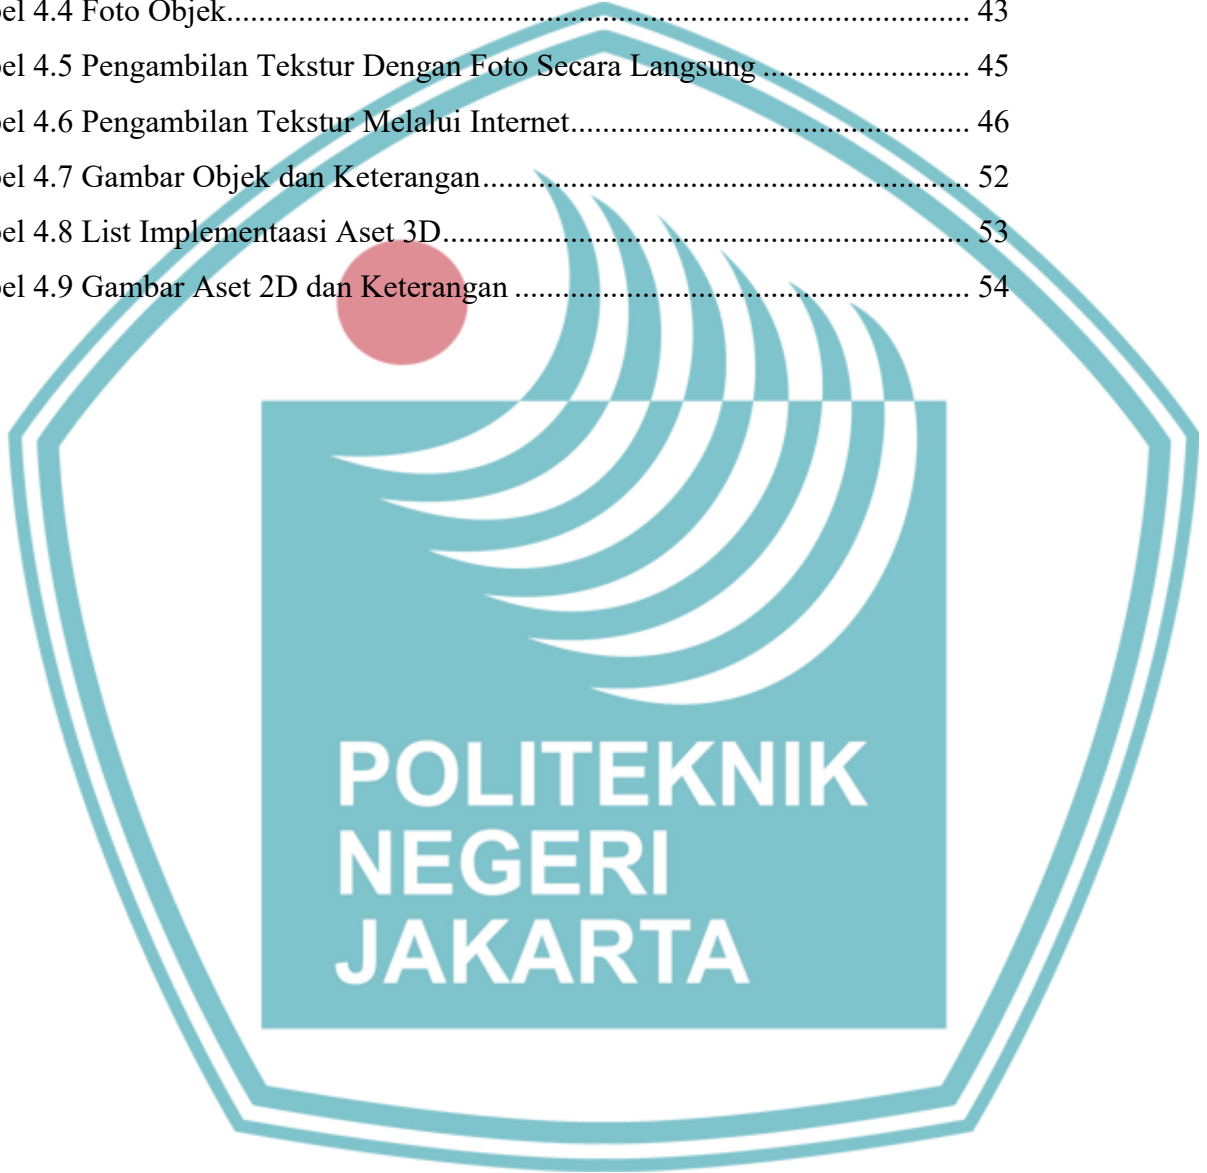 el 4.4 Foto Objek.............................................................................................. 43
el 4.5 Pengambilan Tekstur Dengan Foto Secara Langsung .......................... 45
el 4.6 Pengambilan Tekstur Melalui Internet.................................................. 46
el 4.7 Gambar Objek dan Keterangan............................................................. 52
el 4.8 List Implementaasi Aset 3D.................................................................. 53
el 4.9 Gambar Aset 2D dan Keterangan ......................................................... 54
POLITEKNIK
NEGERI
JAKARTA